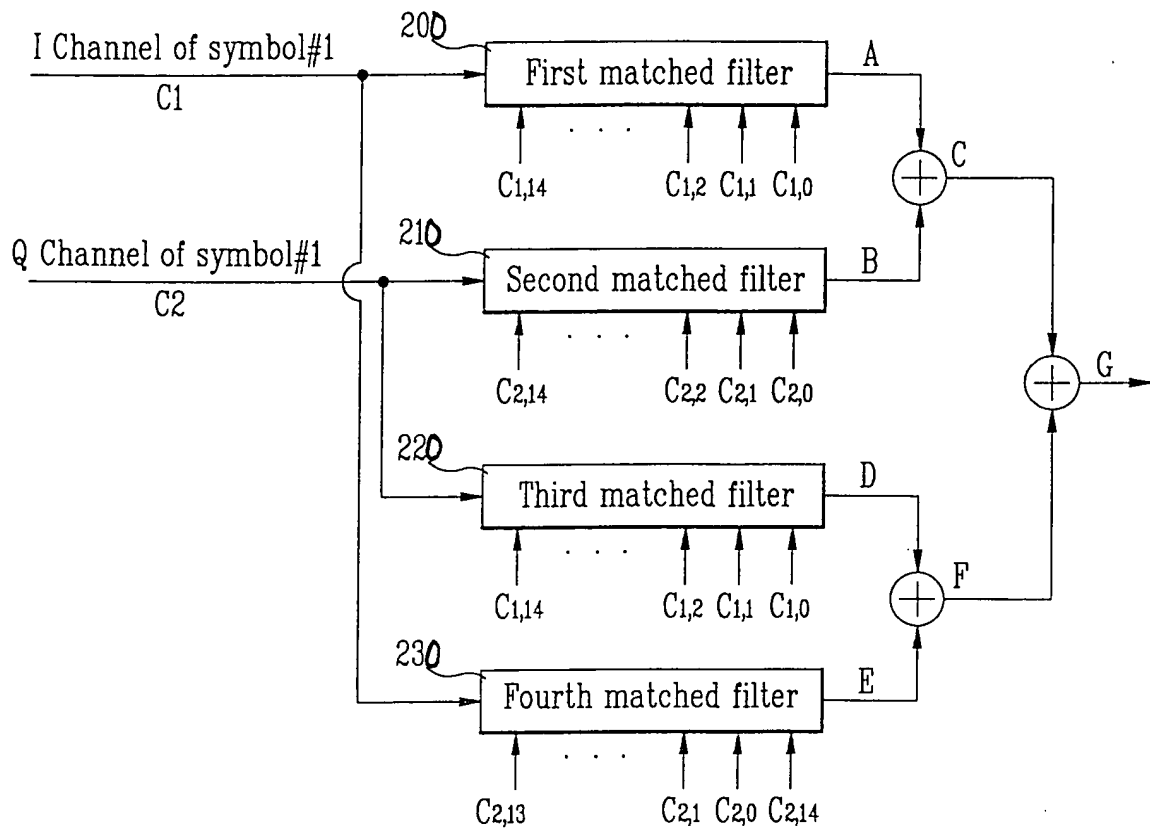 I Channel of symbol#1
C1
200
First matched filter
A
C1,14 . . . C1,2 C1,1 C1,0
C
Q Channel of symbol#1
C2
210
Second matched filter
B
C2,14 . . . C2,2 C2,1 C2,0
G
220
Third matched filter
D
C1,14 . . . C1,2 C1,1 C1,0
F
230
Fourth matched filter
E
C2,13 . . . C2,1 C2,0 C2,14